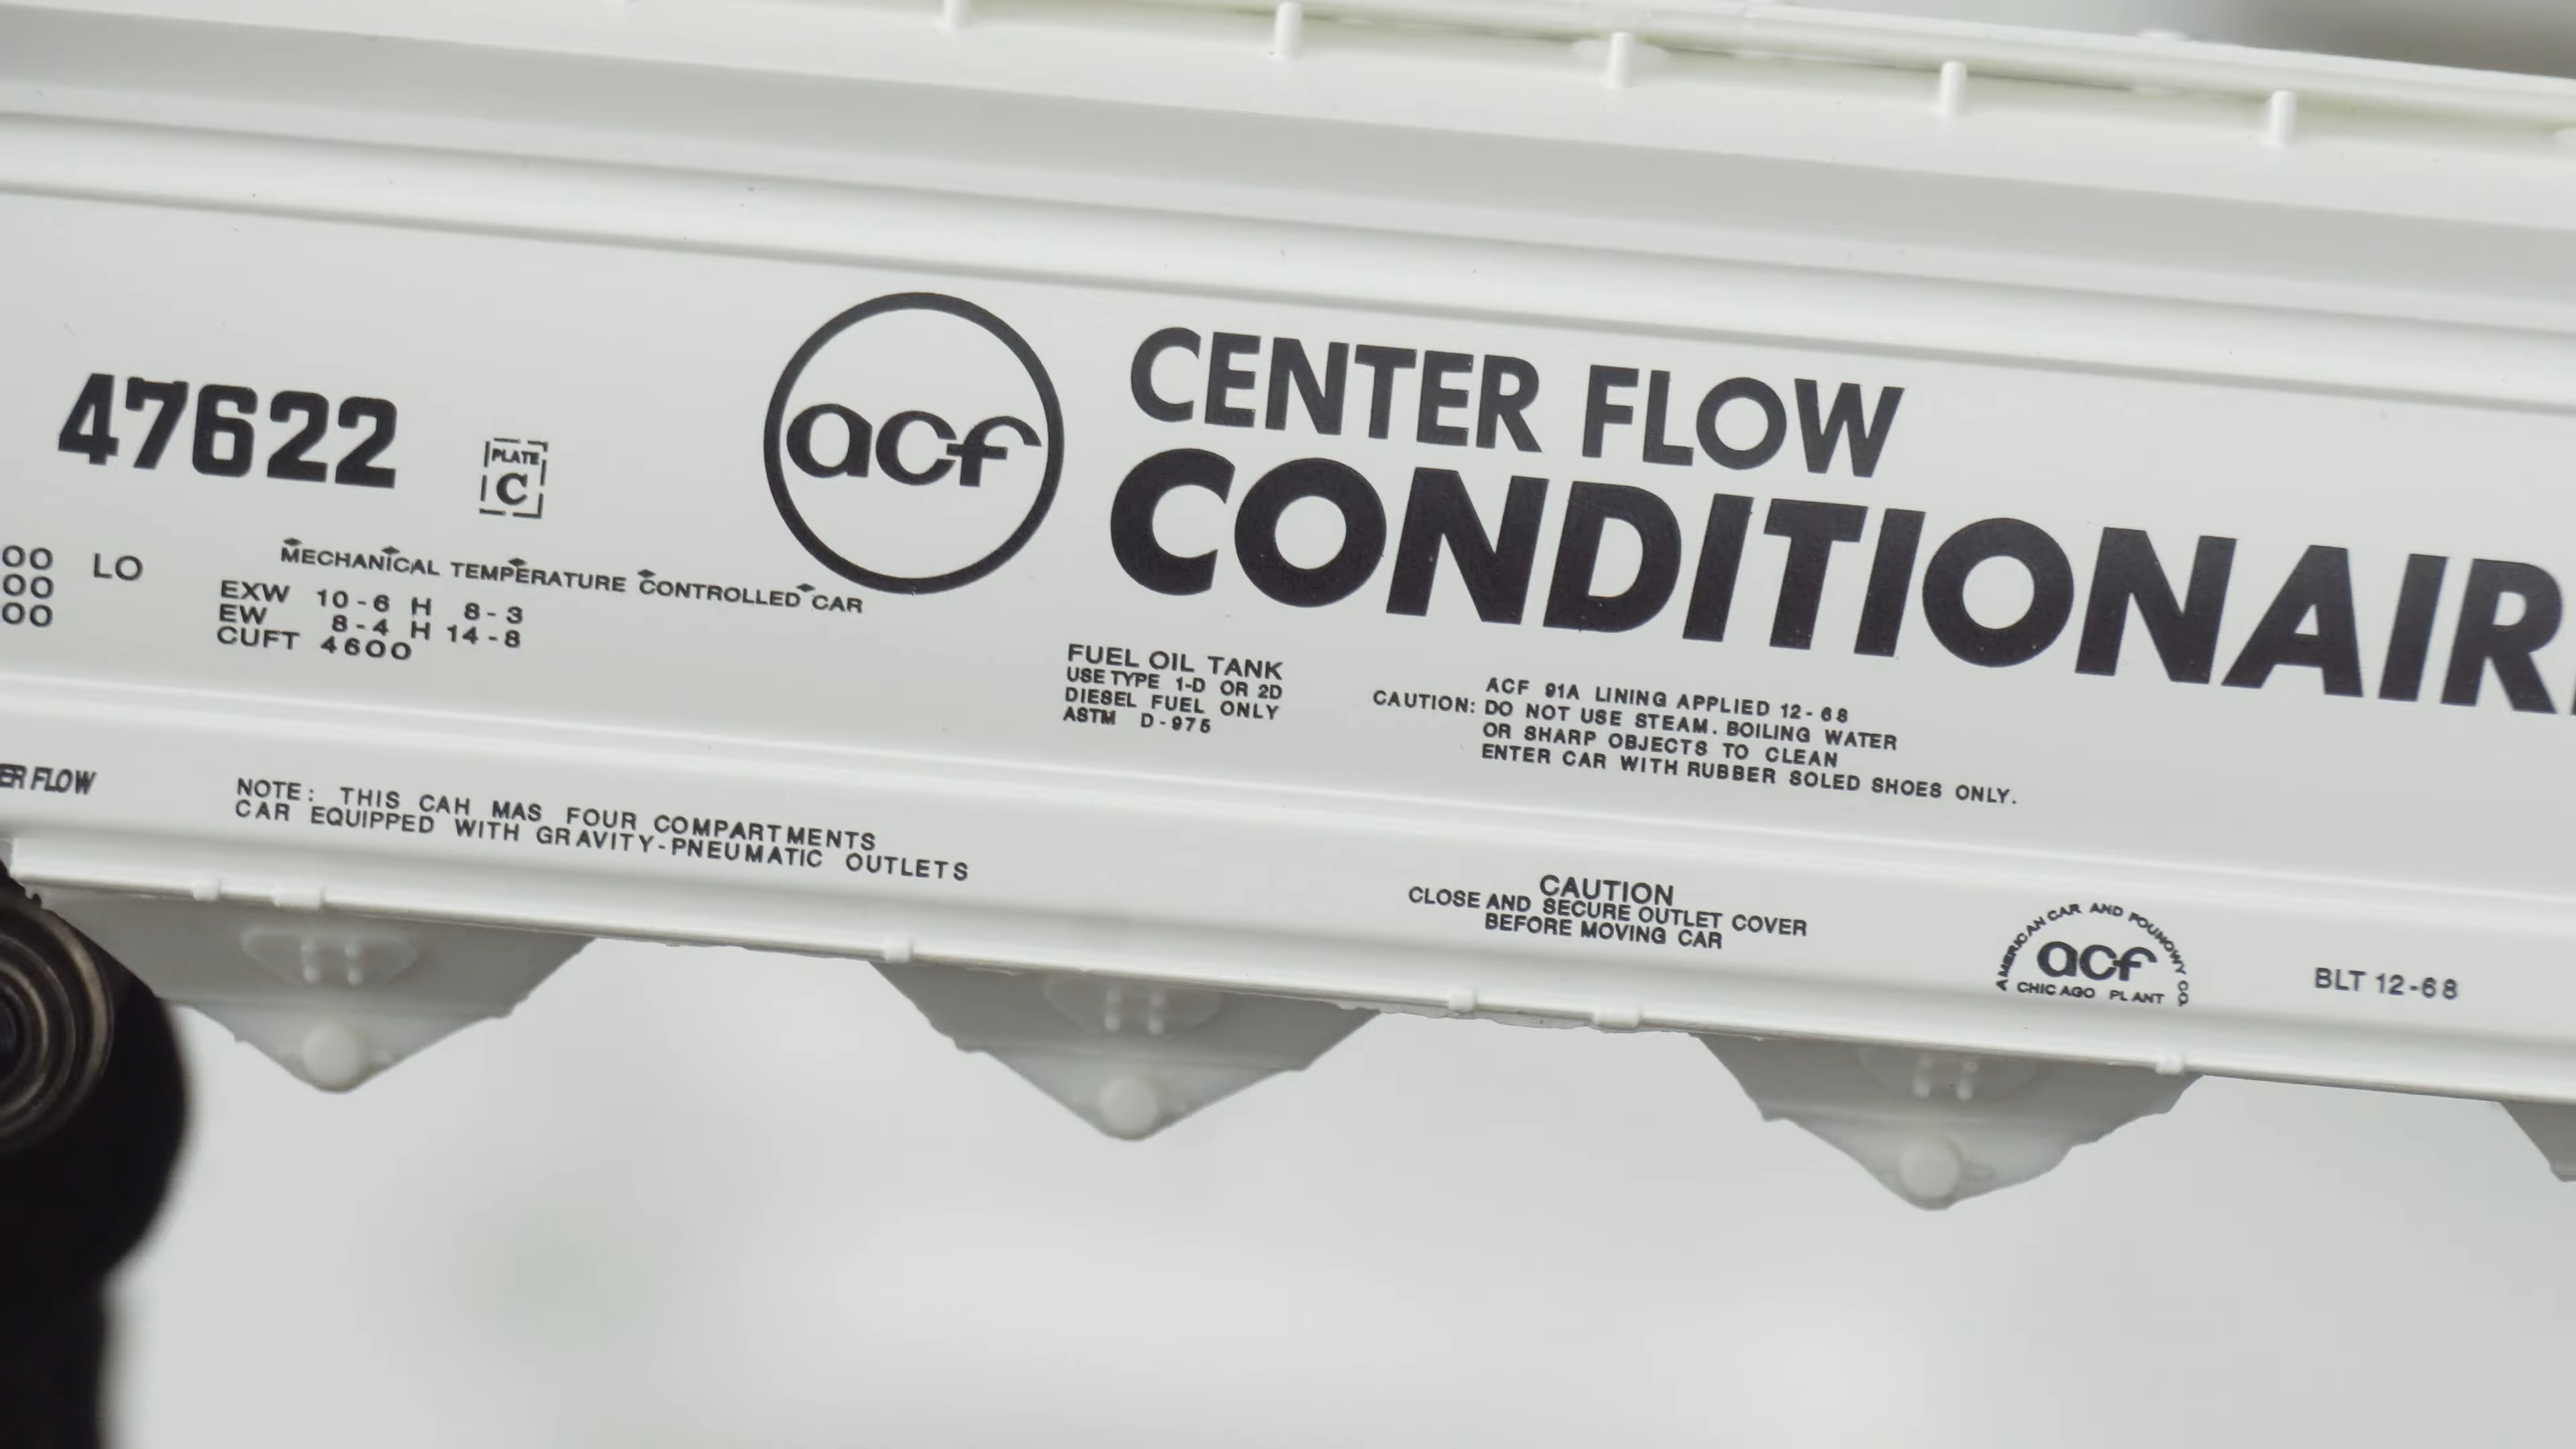 47622
PLATE
C
acf
CENTER FLOW
CONDITIONAIR
00 LO
00
00
MECHANICAL TEMPERATURE CONTROLLED CAR
EXW 10-6 H 8-3
EW 8-4 H 14-8
CUFT 4600
FUEL OIL TANK
USE TYPE 1-D OR 2D
DIESEL FUEL ONLY
ASTM D-975
ACF 91A LINING APPLIED 12-68
CAUTION: DO NOT USE STEAM. BOILING WATER
OR SHARP OBJECTS TO CLEAN
ENTER CAR WITH RUBBER SOLED SHOES ONLY.
ER FLOW
NOTE: THIS CAH MAS FOUR COMPARTMENTS
CAR EQUIPPED WITH GRAVITY-PNEUMATIC OUTLETS
CAUTION
CLOSE AND SECURE OUTLET COVER
BEFORE MOVING CAR
AMERICAN CAR AND FOUNOWY CO.
acf
CHICAGO PLANT
BLT 12-68